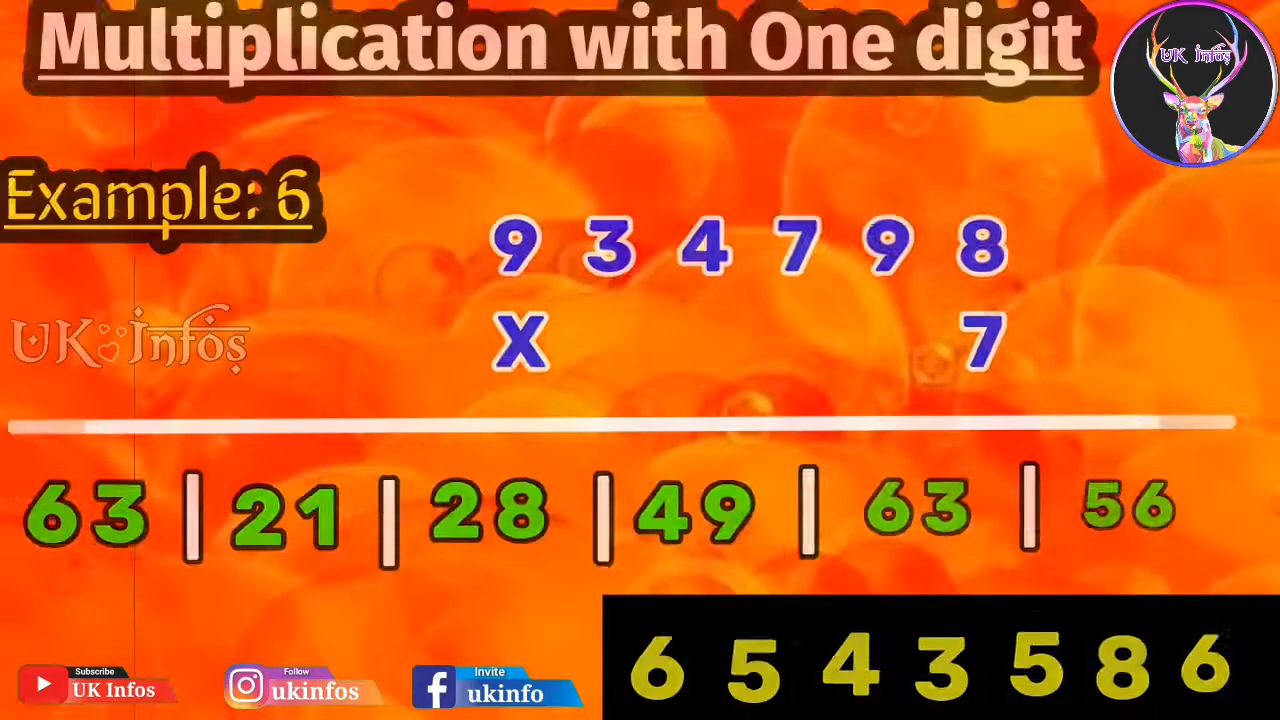 Multiplication with One digit
UK Infos
Example: 6
9 3 4 7 9 8
X 7
UK Infos
63 | 21 | 28 | 49 | 63 | 56
6 5 4 3 5 8 6
Subscribe
UK Infos
Follow
ukinfos
Invite
ukinfo